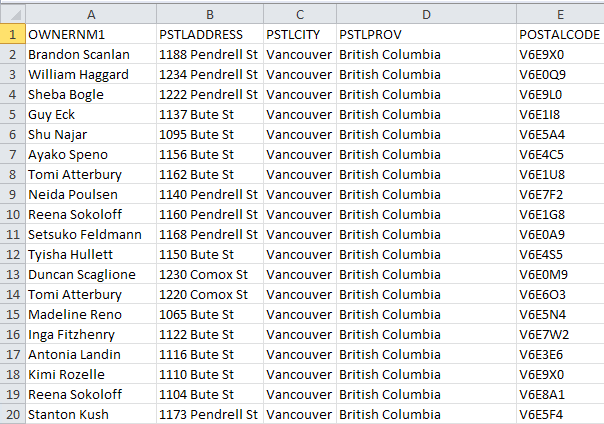 A B C D E
1 OWNERNM1 PSTLADDRESS PSTLCITY PSTLPROV POSTALCODE
2 Brandon Scanlan 1188 Pendrell St Vancouver British Columbia V6E9X0
3 William Haggard 1234 Pendrell St Vancouver British Columbia V6E0Q9
4 Sheba Bogle 1222 Pendrell St Vancouver British Columbia V6E9L0
5 Guy Eck 1137 Bute St Vancouver British Columbia V6E1I8
6 Shu Najar 1095 Bute St Vancouver British Columbia V6E5A4
7 Ayako Speno 1156 Bute St Vancouver British Columbia V6E4C5
8 Tomi Atterbury 1162 Bute St Vancouver British Columbia V6E1U8
9 Neida Poulsen 1140 Pendrell St Vancouver British Columbia V6E7F2
10 Reena Sokoloff 1160 Pendrell St Vancouver British Columbia V6E1G8
11 Setsuko Feldmann 1168 Pendrell St Vancouver British Columbia V6E0A9
12 Tyisha Hullett 1150 Bute St Vancouver British Columbia V6E4S5
13 Duncan Scaglione 1230 Comox St Vancouver British Columbia V6E0M9
14 Tomi Atterbury 1220 Comox St Vancouver British Columbia V6E6O3
15 Madeline Reno 1065 Bute St Vancouver British Columbia V6E5N4
16 Inga Fitzhenry 1122 Bute St Vancouver British Columbia V6E7W2
17 Antonia Landin 1116 Bute St Vancouver British Columbia V6E3E6
18 Kimi Rozelle 1110 Bute St Vancouver British Columbia V6E9X0
19 Reena Sokoloff 1104 Bute St Vancouver British Columbia V6E8A1
20 Stanton Kush 1173 Pendrell St Vancouver British Columbia V6E5F4